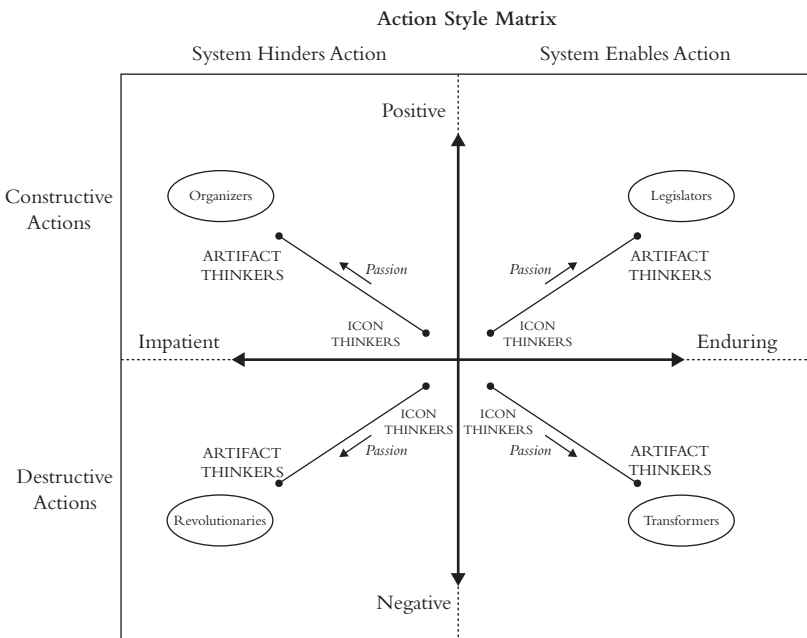 Action Style Matrix
System Hinders Action
System Enables Action
Positive
Constructive
Actions
Organizers
Legislators
ARTIFACT
THINKERS
Passion
Passion
ARTIFACT
THINKERS
ICON
THINKERS
ICON
THINKERS
Impatient
Enduring
ICON
THINKERS
ICON
THINKERS
Passion
Passion
ARTIFACT
THINKERS
ARTIFACT
THINKERS
Destructive
Actions
Revolutionaries
Transformers
Negative